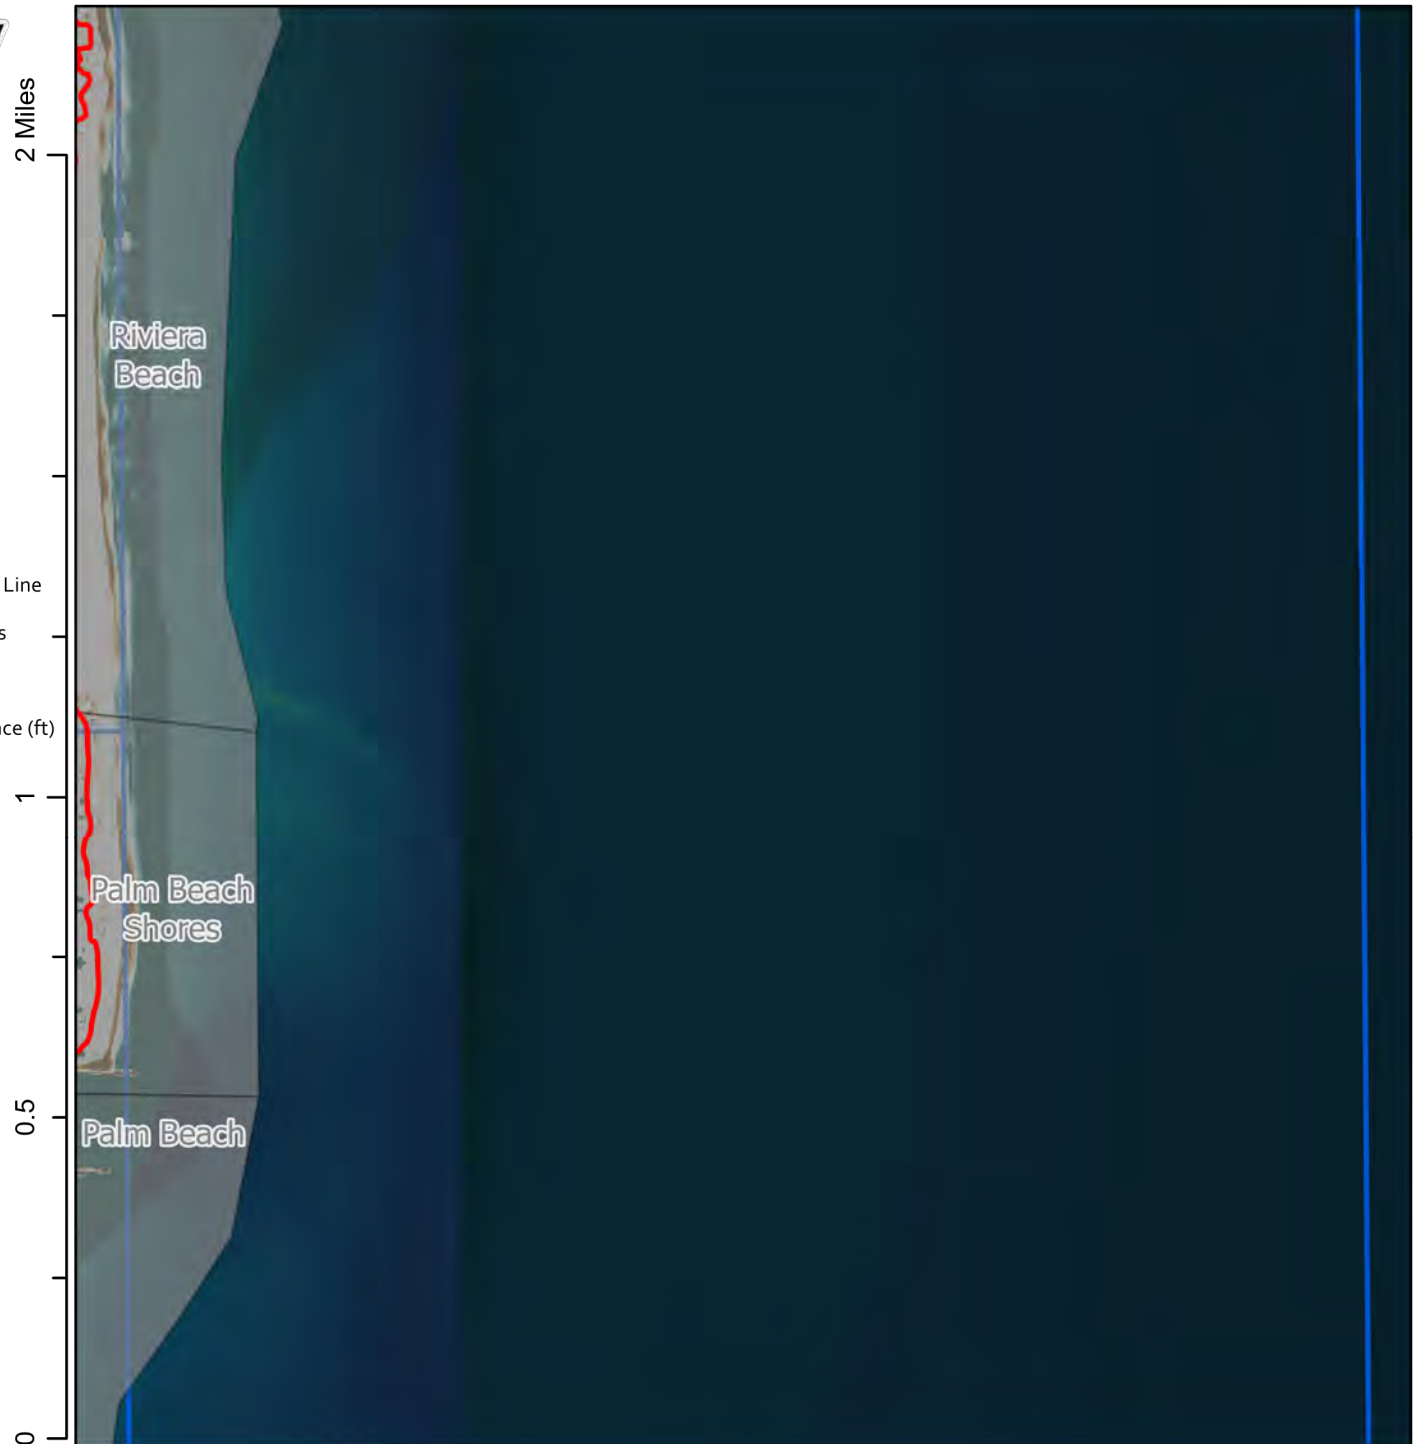 2 Miles
Riviera
Beach
Line
s
ce (ft)
1
Palm Beach
Shores
0.5
Palm Beach
0